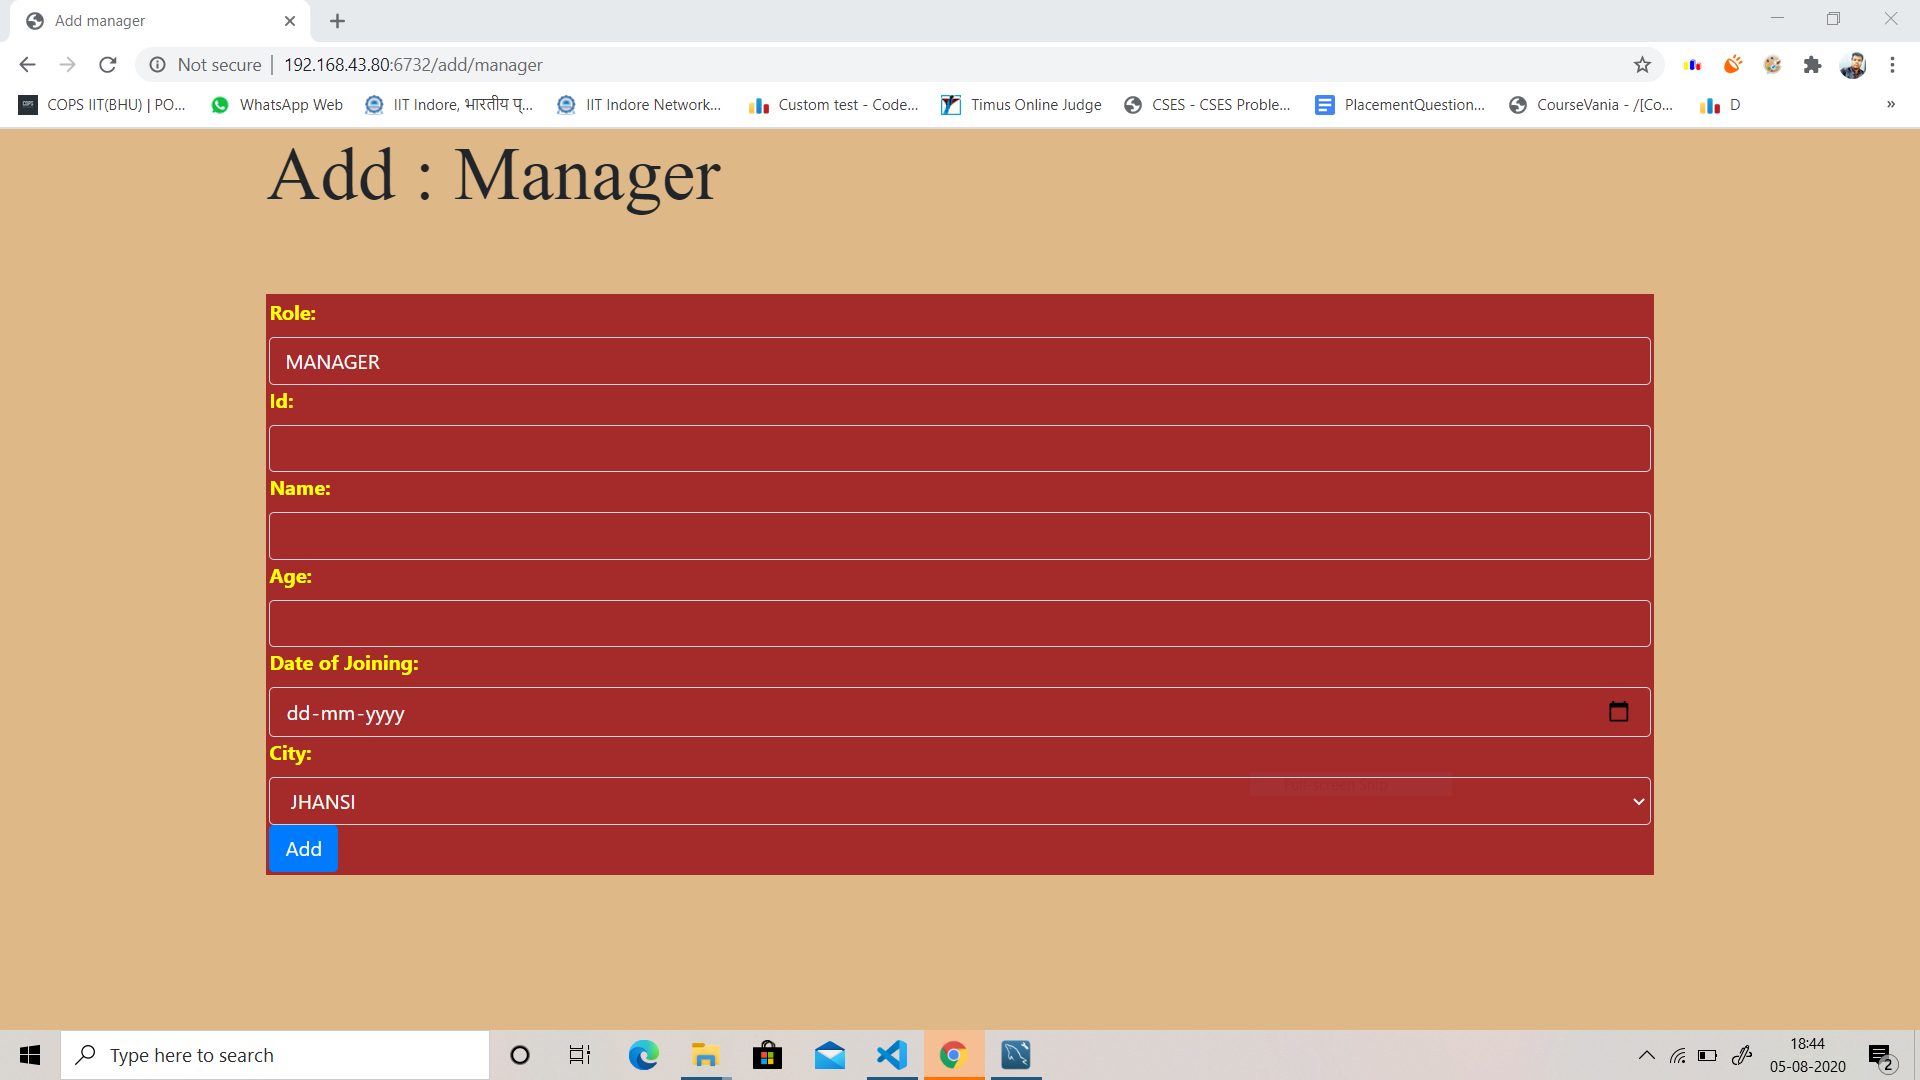 Add manager
Not secure | 192.168.43.80:6732/add/manager
COPS IIT(BHU) | PO...
WhatsApp Web
IIT Indore, भारतीय प्...
IIT Indore Network...
Custom test - Code...
Timus Online Judge
CSES - CSES Proble...
PlacementQuestion...
CourseVania - /[Co...
D
»
Add : Manager
Role:
MANAGER
Id:
Name:
Age:
Date of Joining:
dd-mm-yyyy
City:
JHANSI
Add
Type here to search
18:44
05-08-2020
2